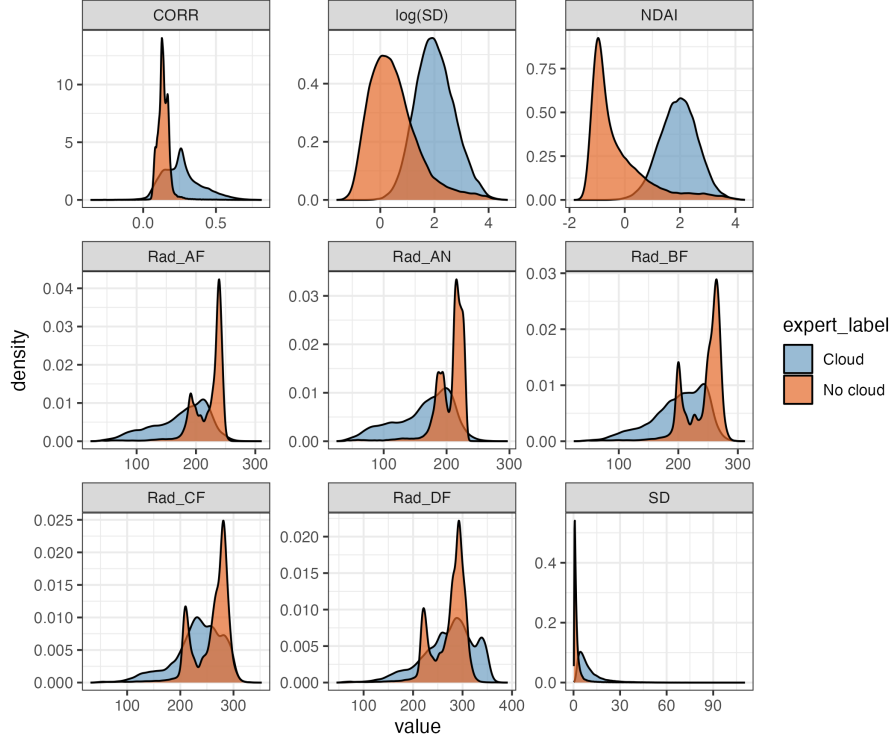 CORR log(SD) NDAI
10
5
0
0.0 0.5
0.4
0.2
0.0
0 2 4
0.75
0.50
0.25
0.00
-2 0 2 4
Rad_AF Rad_AN Rad_BF
0.04
0.03
0.02
0.01
0.00
100 200 300
0.03
0.02
0.01
0.00
100 200 300
0.03
0.02
0.01
0.00
100 200 300
Rad_CF Rad_DF SD
0.025
0.020
0.015
0.010
0.005
0.000
100 200 300
0.020
0.015
0.010
0.005
0.000
100 200 300 400
0.4
0.2
0.0
0 30 60 90
density
value
expert_label
Cloud
No cloud